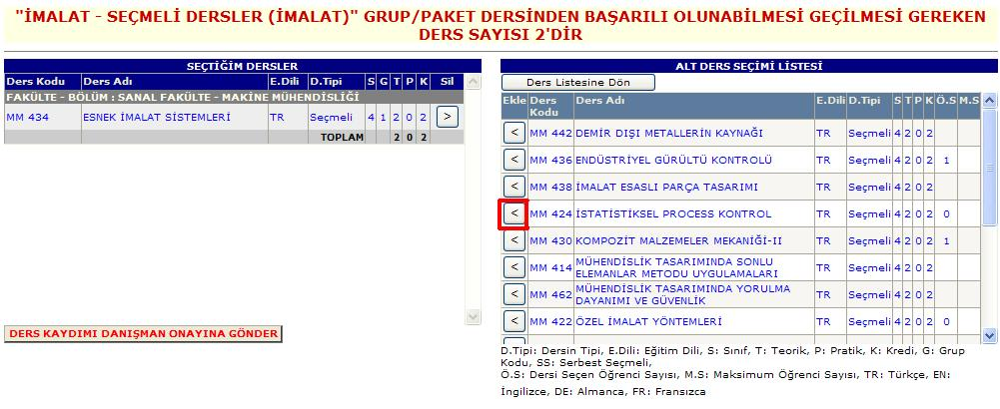 "İMALAT - SEÇMELİ DERSLER (İMALAT)" GRUP/PAKET DERSİNDEN BAŞARILI OLUNABİLMESİ GEÇİLMESİ GEREKEN
DERS SAYISI 2'DİR
SEÇTİĞİM DERSLER
Ders Kodu Ders Adı E.Dili D.Tipi S G T P K Sil
FAKÜLTE - BÖLÜM : SANAL FAKÜLTE - MAKİNE MÜHENDİSLİĞİ
MM 434 ESNEK İMALAT SİSTEMLERİ TR Seçmeli 4 1 2 0 2 >
TOPLAM 2 0 2
DERS KAYDIMI DANIŞMAN ONAYINA GÖNDER
ALT DERS SEÇİMİ LİSTESİ
Ders Listesine Dön
Ekle Ders Kodu Ders Adı E.Dili D.Tipi S T P K Ö.S M.S
< MM 442 DEMİR DIŞI METALLERİN KAYNAĞI TR Seçmeli 4 2 0 2
< MM 436 ENDÜSTRİYEL GÜRÜLTÜ KONTROLÜ TR Seçmeli 4 2 0 2 1
< MM 438 İMALAT ESASLI PARÇA TASARIMI TR Seçmeli 4 2 0 2
< MM 424 İSTATİSTİKSEL PROCESS KONTROL TR Seçmeli 4 2 0 2 0
< MM 430 KOMPOZİT MALZEMELER MEKANİĞİ-II TR Seçmeli 4 2 0 2 1
< MM 414 MÜHENDİSLİK TASARIMINDA SONLU ELEMANLAR METODU UYGULAMALARI TR Seçmeli 4 2 0 2
< MM 462 MÜHENDİSLİK TASARIMINDA YORULMA DAYANIMI VE GÜVENLİK TR Seçmeli 4 2 0 2
< MM 422 ÖZEL İMALAT YÖNTEMLERİ TR Seçmeli 4 2 0 2 0
D.Tipi: Dersin Tipi, E.Dili: Eğitim Dili, S: Sınıf, T: Teorik, P: Pratik, K: Kredi, G: Grup
Kodu, SS: Serbest Seçmeli,
Ö.S: Dersi Seçen Öğrenci Sayısı, M.S: Maksimum Öğrenci Sayısı, TR: Türkçe, EN:
İngilizce, DE: Almanca, FR: Fransızca